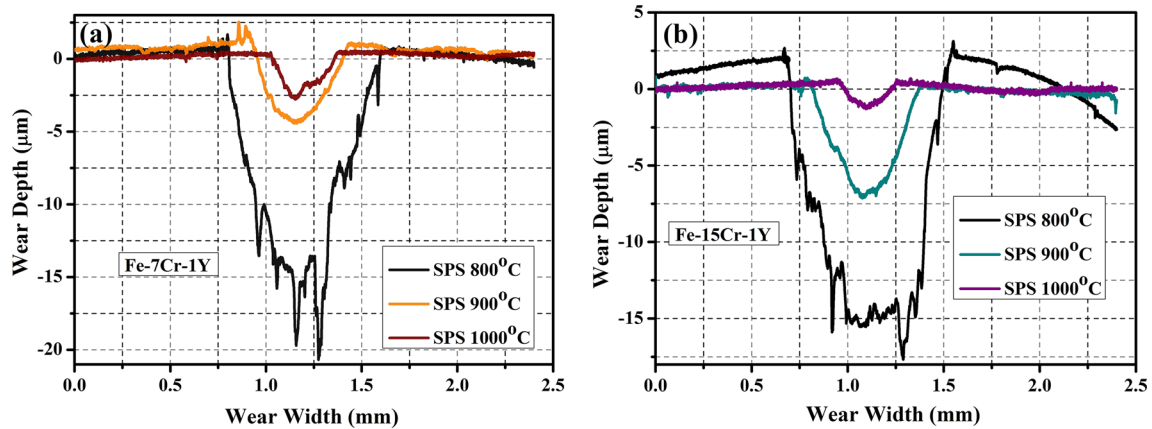 (a)
Wear Depth (μm)
0
-5
-10
-15
-20
Fe-7Cr-1Y
SPS 800°C
SPS 900°C
SPS 1000°C
0.0 0.5 1.0 1.5 2.0 2.5
Wear Width (mm)
(b)
Wear Depth (μm)
5
0
-5
-10
-15
Fe-15Cr-1Y
SPS 800°C
SPS 900°C
SPS 1000°C
0.0 0.5 1.0 1.5 2.0 2.5
Wear Width (mm)